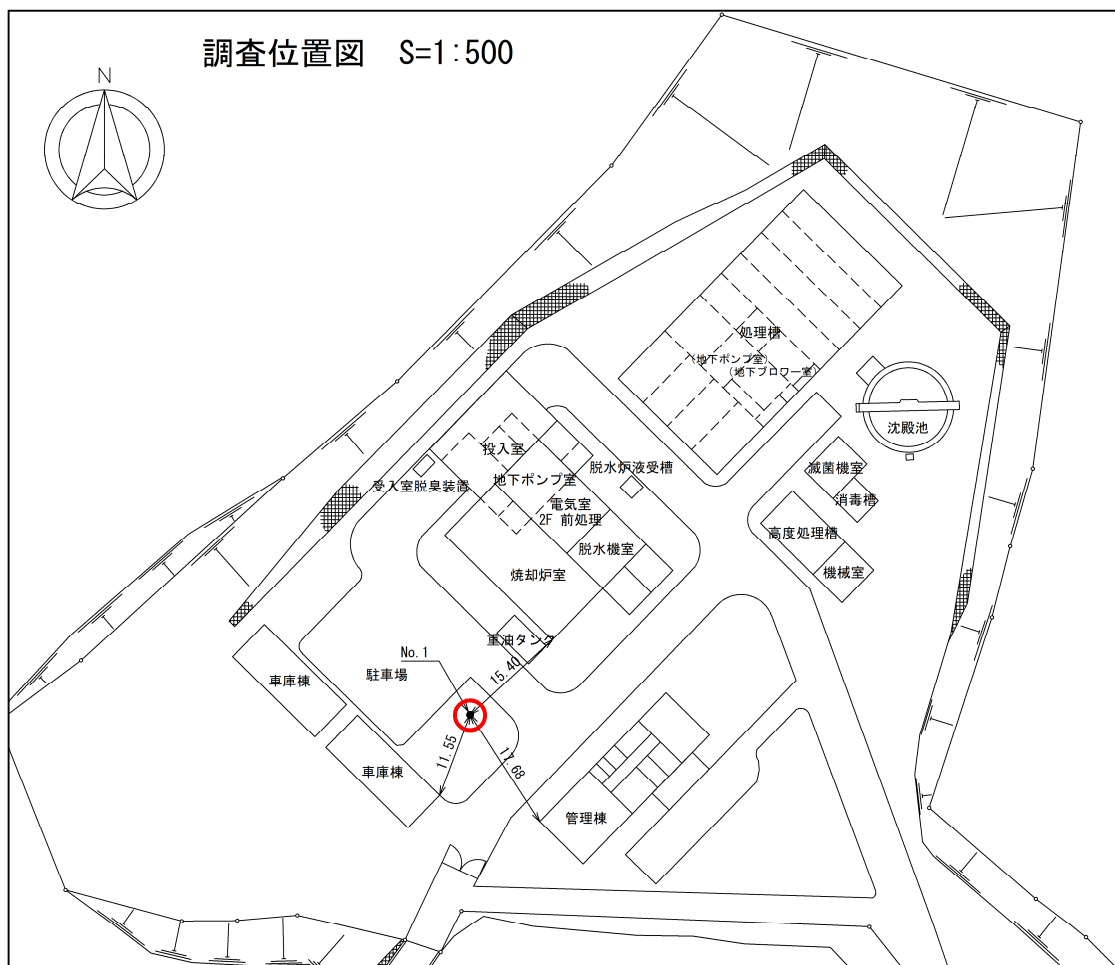 調査位置図 S=1:500
N
処理槽
(地下ポンプ室)
(地下ブロワー室)
沈殿池
投入室
受入室脱臭装置
地下ポンプ室
脱水炉液受槽
電気室
2F 前処理
脱水機室
焼却炉室
滅菌機室
消毒槽
高度処理槽
機械室
重油タンク
No.1
15.40
駐車場
車庫棟
車庫棟
11.55
17.68
管理棟